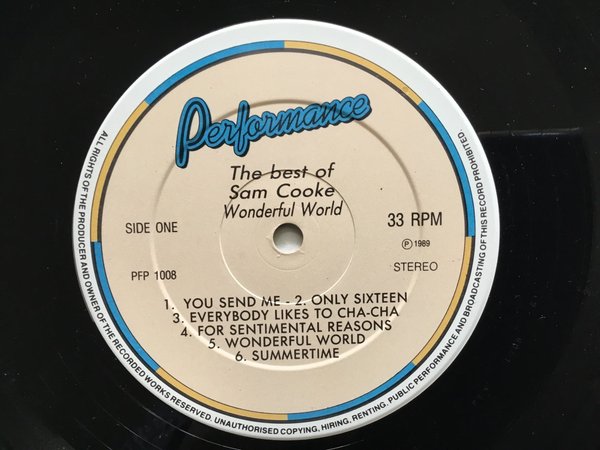 Performance
The best of
Sam Cooke
Wonderful World
SIDE ONE
33 RPM
℗ 1989
PFP 1008
STEREO
1. YOU SEND ME - 2. ONLY SIXTEEN
3. EVERYBODY LIKES TO CHA-CHA
4. FOR SENTIMENTAL REASONS
5. WONDERFUL WORLD
6. SUMMERTIME
ALL RIGHTS OF THE PRODUCER AND OWNER OF THE RECORDED WORKS RESERVED. UNAUTHORISED COPYING, HIRING, RENTING, PUBLIC PERFORMANCE AND BROADCASTING OF THIS RECORD PROHIBITED